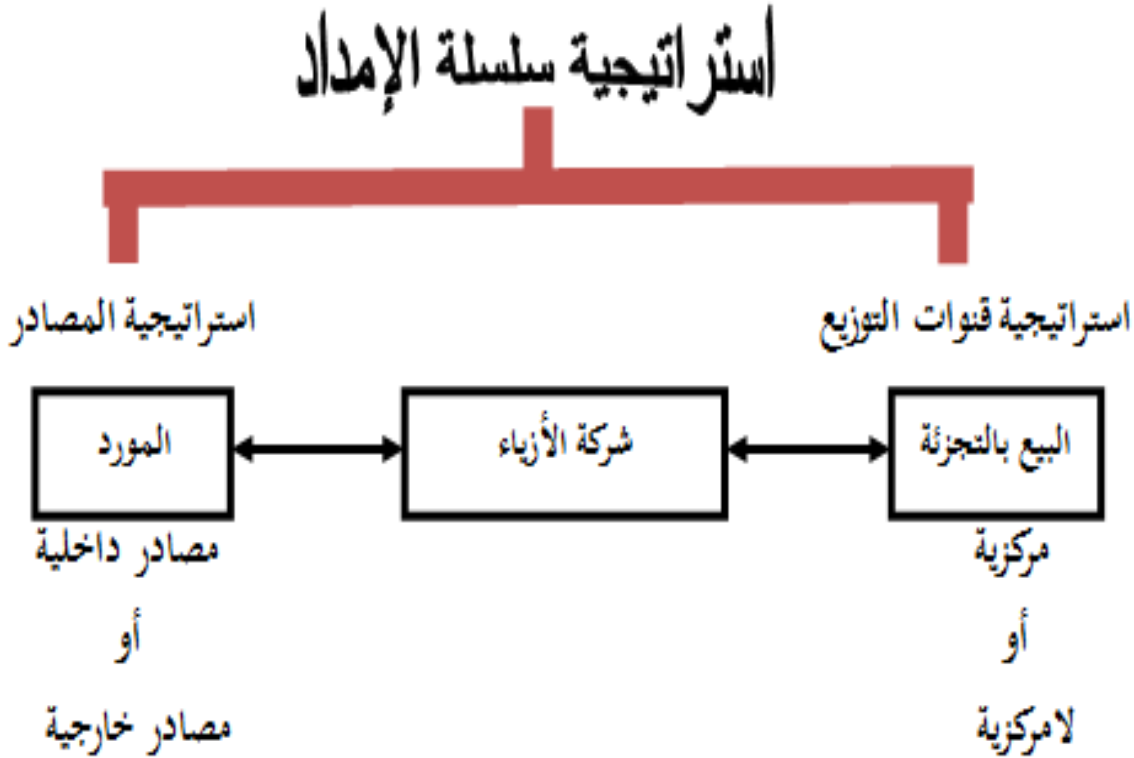 استراتيجية سلسلة الإمداد
استراتيجية قنوات التوزيع
استراتيجية المصادر
البيع بالتجزئة
شركة الأزياء
المورد
مركزية
مصادر داخلية
أو
أو
لامركزية
مصادر خارجية